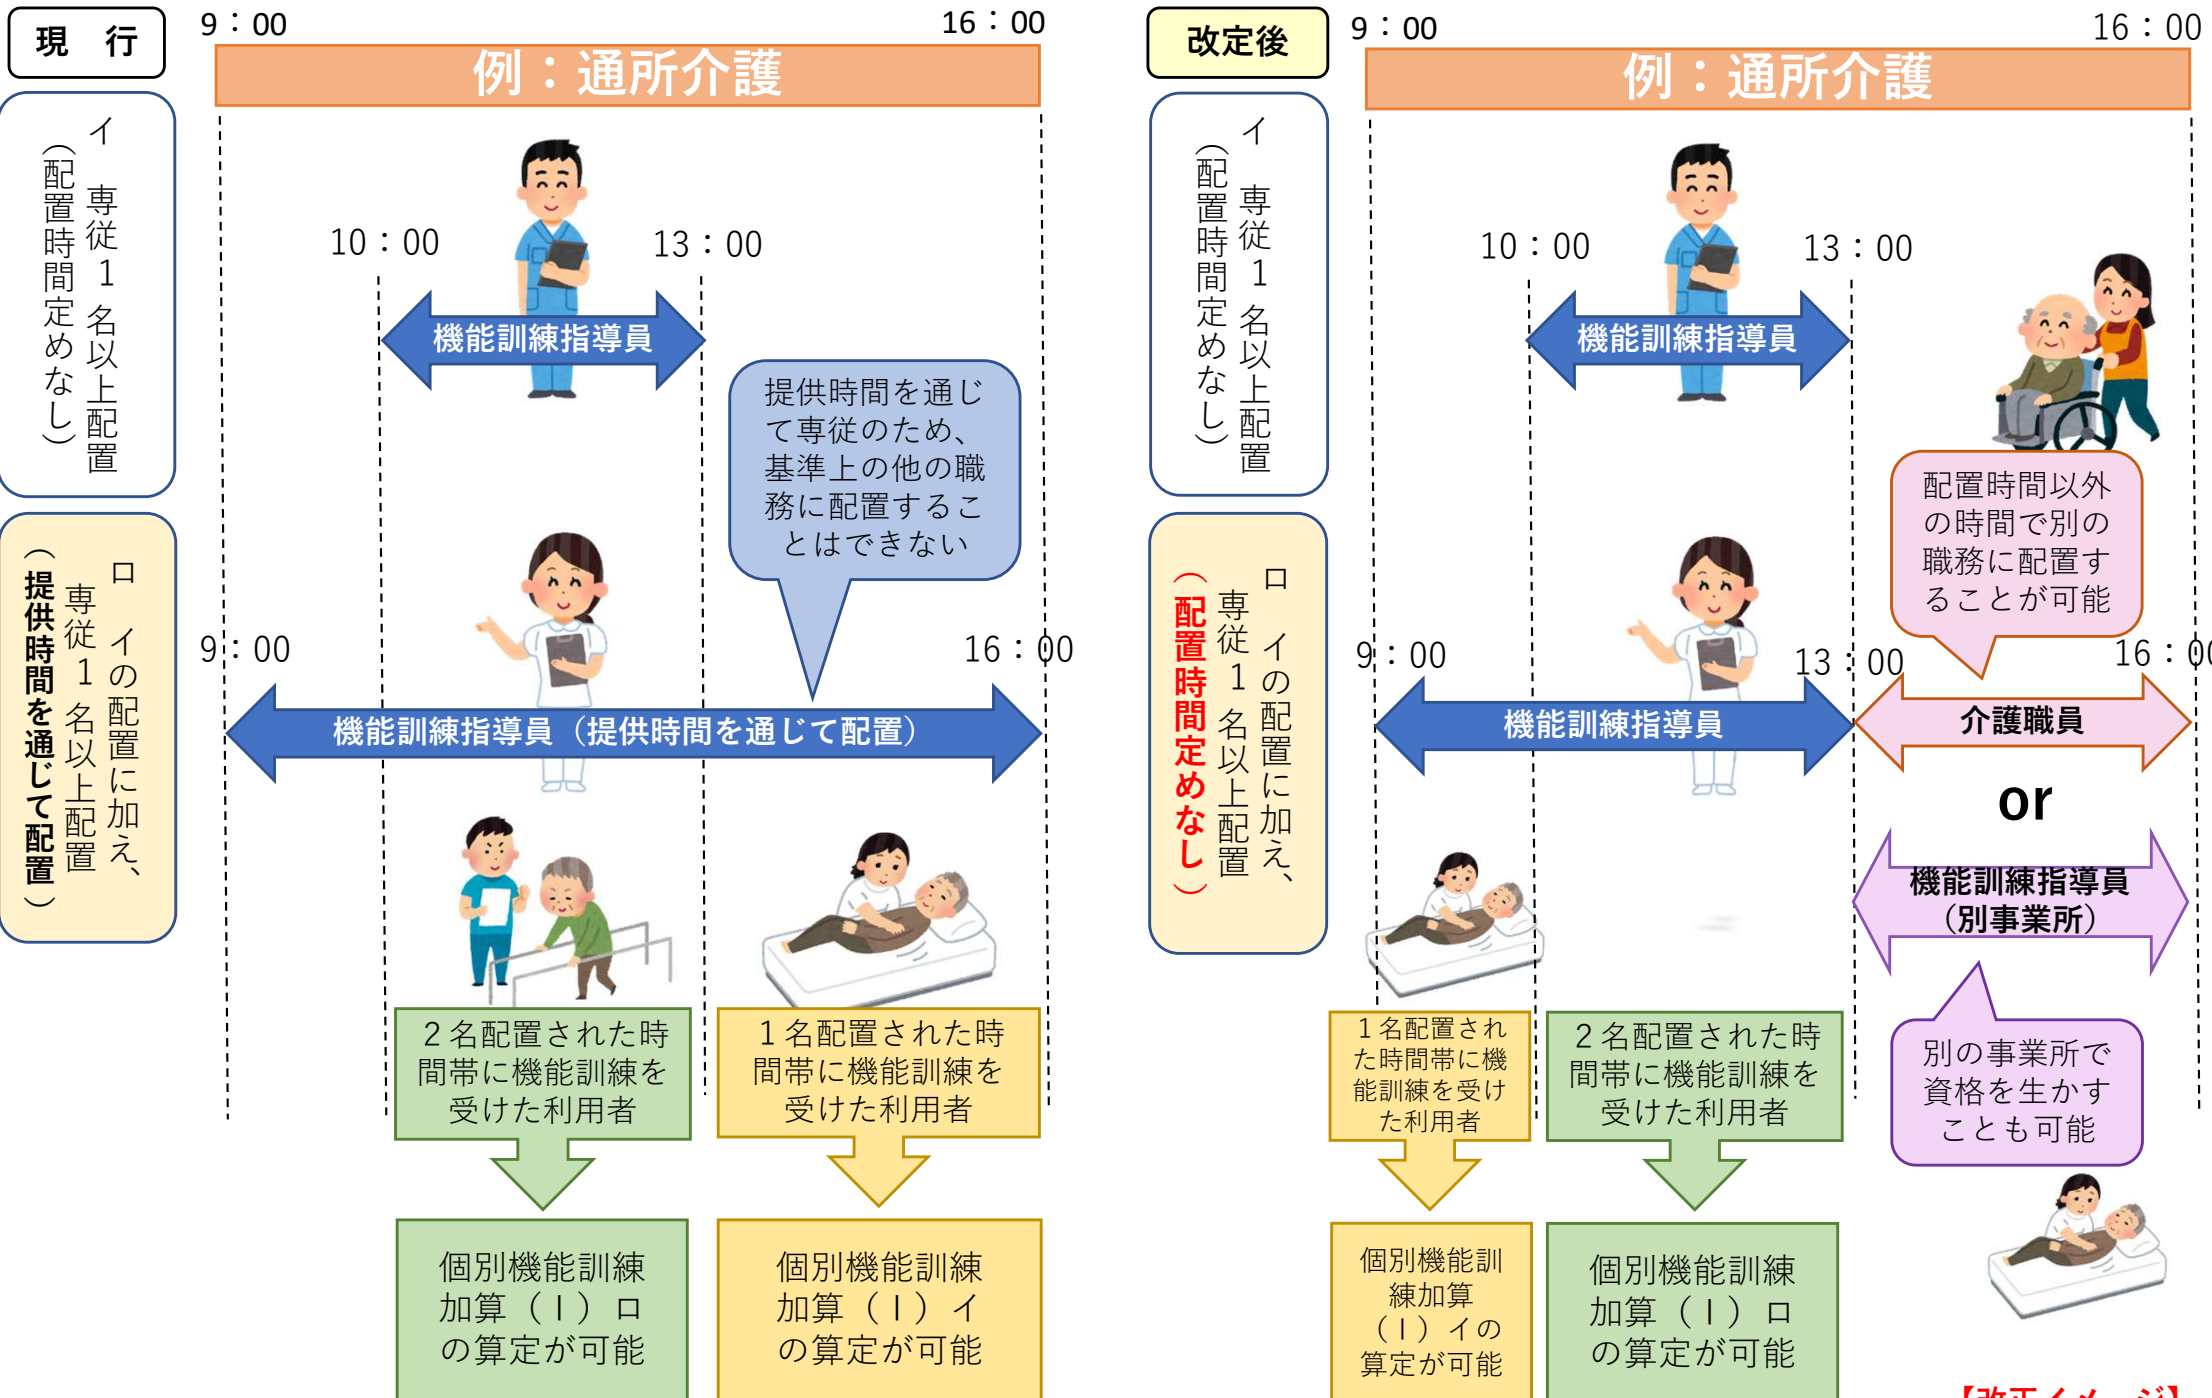 現 行
9：00
16：00
例：通所介護
イ 専従１名以上配置
（配置時間定めなし）
10：00
13：00
機能訓練指導員
提供時間を通じ
て専従のため、
基準上の他の職
務に配置するこ
とはできない
ロ イの配置に加え、
専従１名以上配置
（提供時間を通じて配置）
9：00
16：00
機能訓練指導員（提供時間を通じて配置）
２名配置された時
間帯に機能訓練を
受けた利用者
１名配置された時
間帯に機能訓練を
受けた利用者
個別機能訓練
加算（Ⅰ）ロ
の算定が可能
個別機能訓練
加算（Ⅰ）イ
の算定が可能
改定後
9：00
16：00
例：通所介護
イ 専従１名以上配置
（配置時間定めなし）
10：00
13：00
機能訓練指導員
配置時間以外
の時間で別の
職務に配置す
ることが可能
ロ イの配置に加え、
専従１名以上配置
（配置時間定めなし）
9：00
13：00
16：00
機能訓練指導員
介護職員
or
機能訓練指導員
（別事業所）
別の事業所で
資格を生かす
ことも可能
１名配置され
た時間帯に機
能訓練を受け
た利用者
２名配置された時
間帯に機能訓練を
受けた利用者
個別機能訓
練加算
（Ⅰ）イの
算定が可能
個別機能訓練
加算（Ⅰ）ロ
の算定が可能
【改正イメージ】